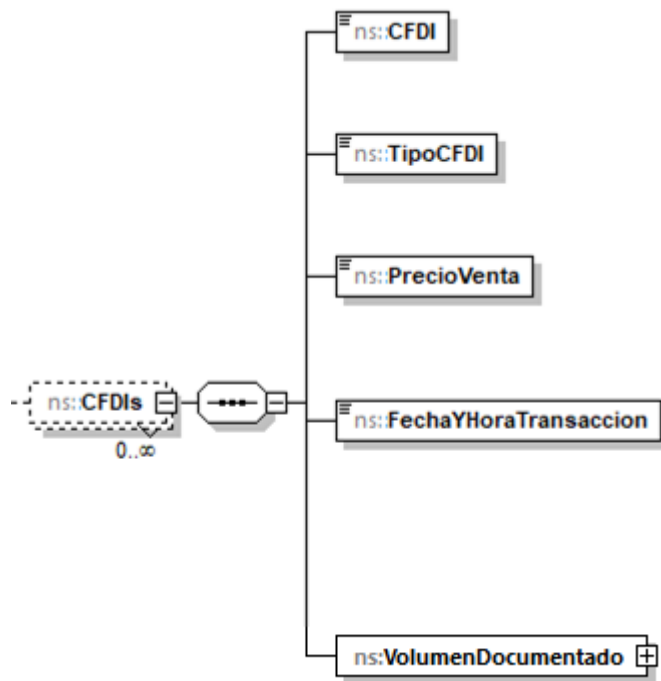 ns::CFDI
ns::TipoCFDI
ns::PrecioVenta
ns::CFDIs
0..∞
ns::FechaYHoraTransaccion
ns:VolumenDocumentado